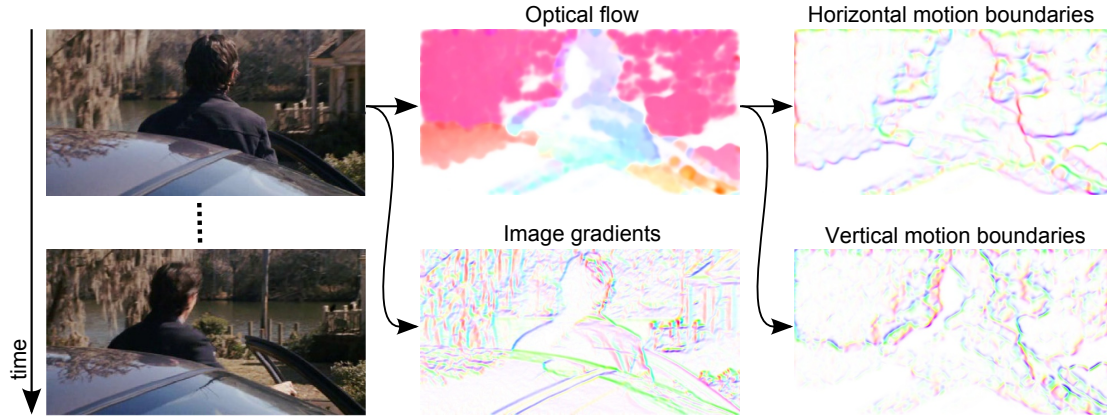 Optical flow
Horizontal motion boundaries
Image gradients
Vertical motion boundaries
time